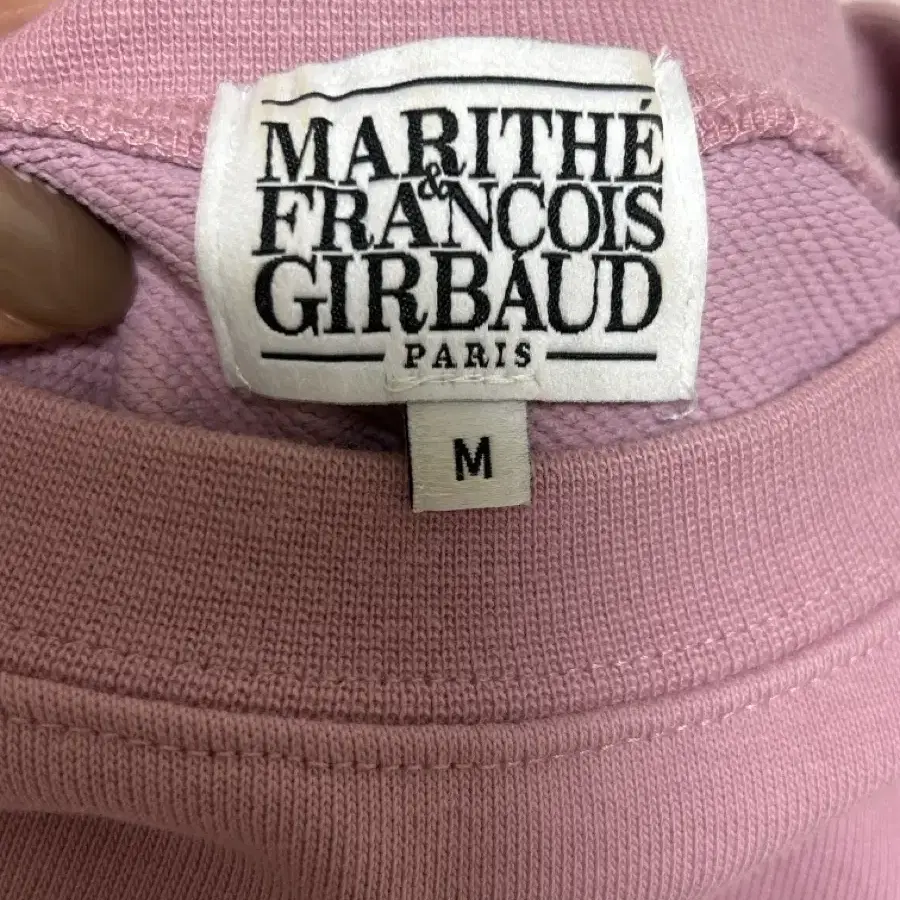 MARITHÉ
&
FRANCOIS
GIRBAUD
PARIS
M